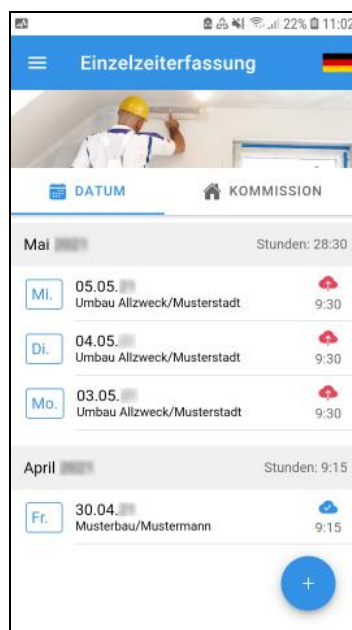 22% 11:02
Einzelzeiterfassung
DATUM KOMMISSION
Mai Stunden: 28:30
Mi. 05.05.
Umbau Allzweck/Musterstadt 9:30
Di. 04.05.
Umbau Allzweck/Musterstadt 9:30
Mo. 03.05.
Umbau Allzweck/Musterstadt 9:30
April Stunden: 9:15
Fr. 30.04.
Musterbau/Mustermann 9:15
+